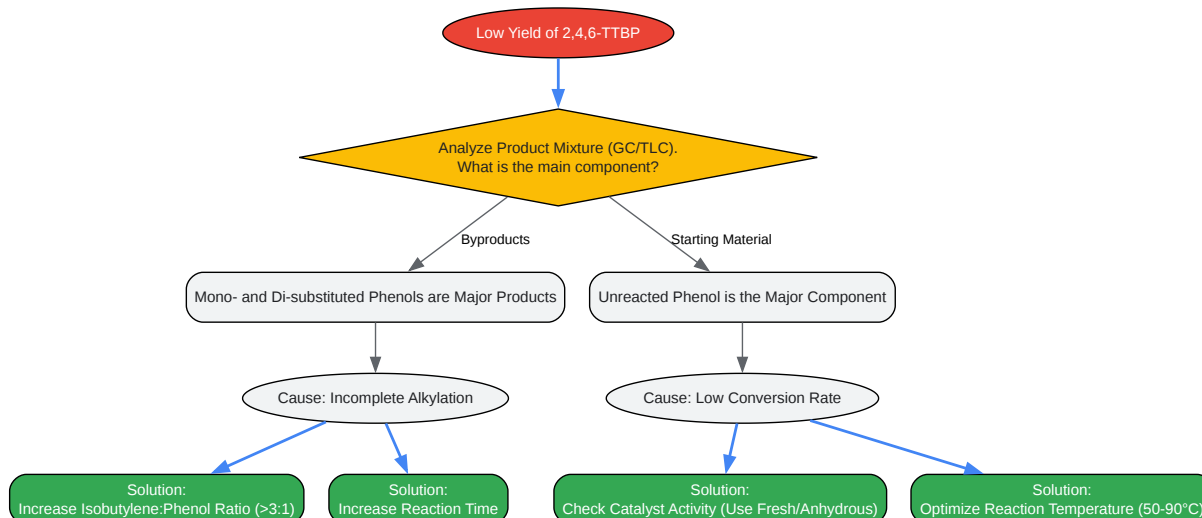 Low Yield of 2,4,6-TTBP
Analyze Product Mixture (GC/TLC).
What is the main component?
Byproducts
Starting Material
Mono- and Di-substituted Phenols are Major Products
Unreacted Phenol is the Major Component
Cause: Incomplete Alkylation
Cause: Low Conversion Rate
Solution:
Increase Isobutylene:Phenol Ratio (>3:1)
Solution:
Increase Reaction Time
Solution:
Check Catalyst Activity (Use Fresh/Anhydrous)
Solution:
Optimize Reaction Temperature (50-90°C)